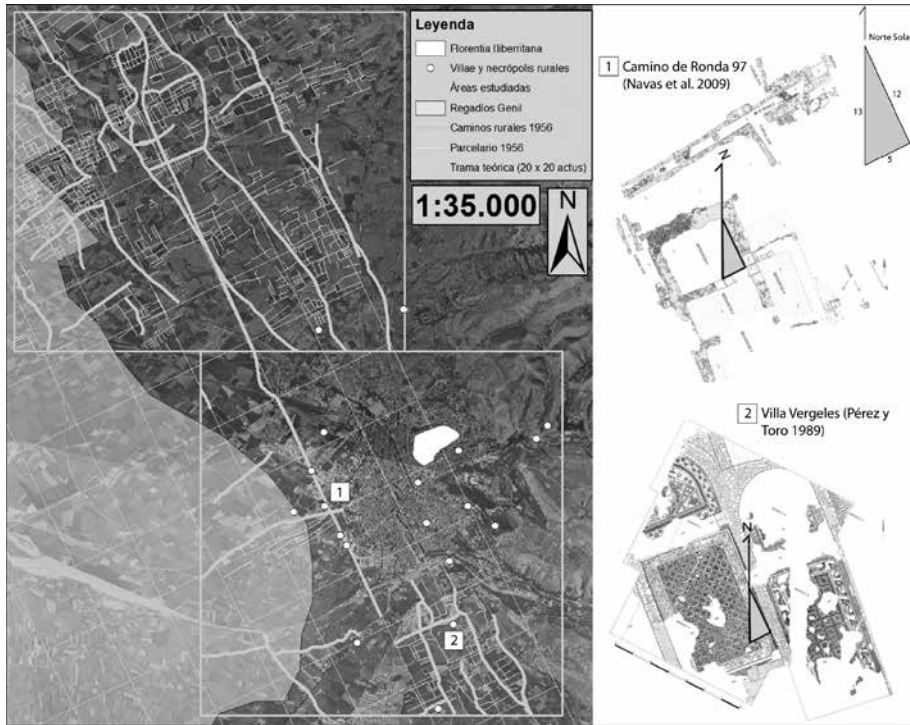 Leyenda
Florentia Iliberritana
Villae y necrópolis rurales
Áreas estudiadas
Regadíos Genil
Caminos rurales 1956
Parcelario 1956
Trama teórica (20 x 20 actus)
1:35.000
N
1
2
1 Camino de Ronda 97
(Navas et al. 2009)
Norte Solar
13
12
5
N
2 Villa Vergeles (Pérez y
Toro 1989)
N